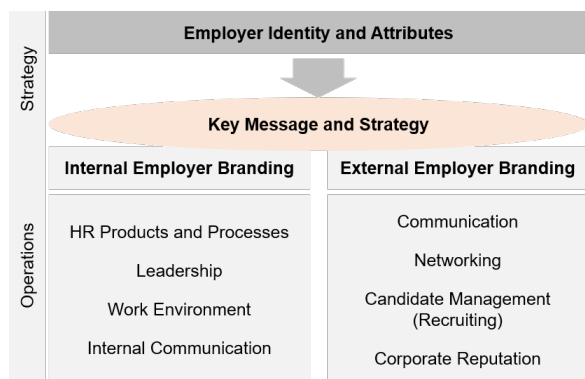 Strategy
Employer Identity and Attributes
Key Message and Strategy
Operations
Internal Employer Branding
HR Products and Processes
Leadership
Work Environment
Internal Communication
External Employer Branding
Communication
Networking
Candidate Management
(Recruiting)
Corporate Reputation